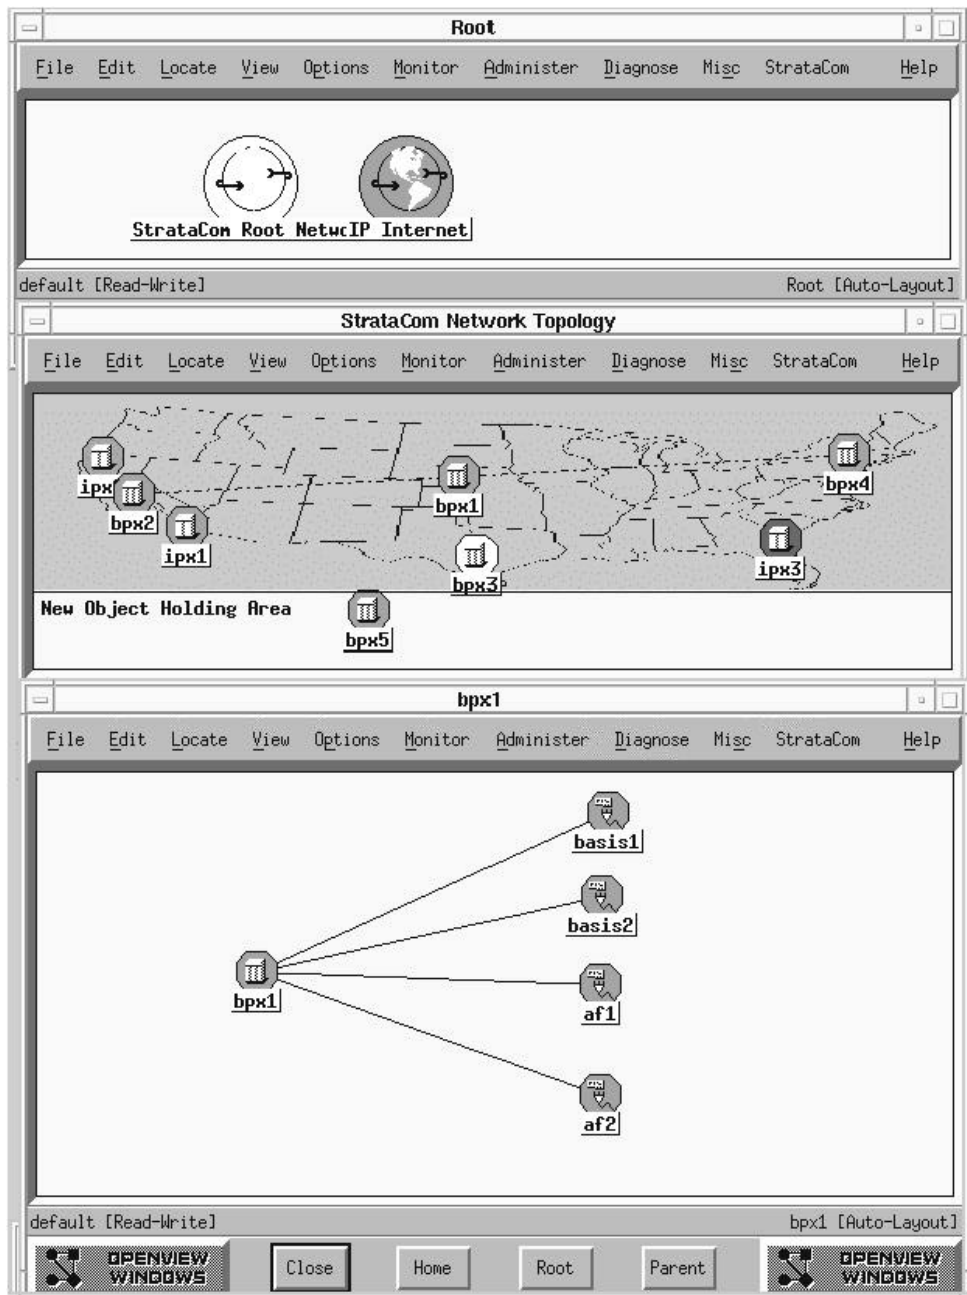 Root
File Edit Locate View Options Monitor Administer Diagnose Misc StrataCom Help
StrataCom Root Netwc IP Internet
default [Read-Write] Root [Auto-Layout]
StrataCom Network Topology
File Edit Locate View Options Monitor Administer Diagnose Misc StrataCom Help
ipx
bpx2
ipx1
bpx1
bpx3
bpx4
ipx3
New Object Holding Area
bpx5
bpx1
File Edit Locate View Options Monitor Administer Diagnose Misc StrataCom Help
basis1
basis2
bpx1
af1
af2
default [Read-Write] bpx1 [Auto-Layout]
OPENVIEW
WINDOWS
Close Home Root Parent
OPENVIEW
WINDOWS